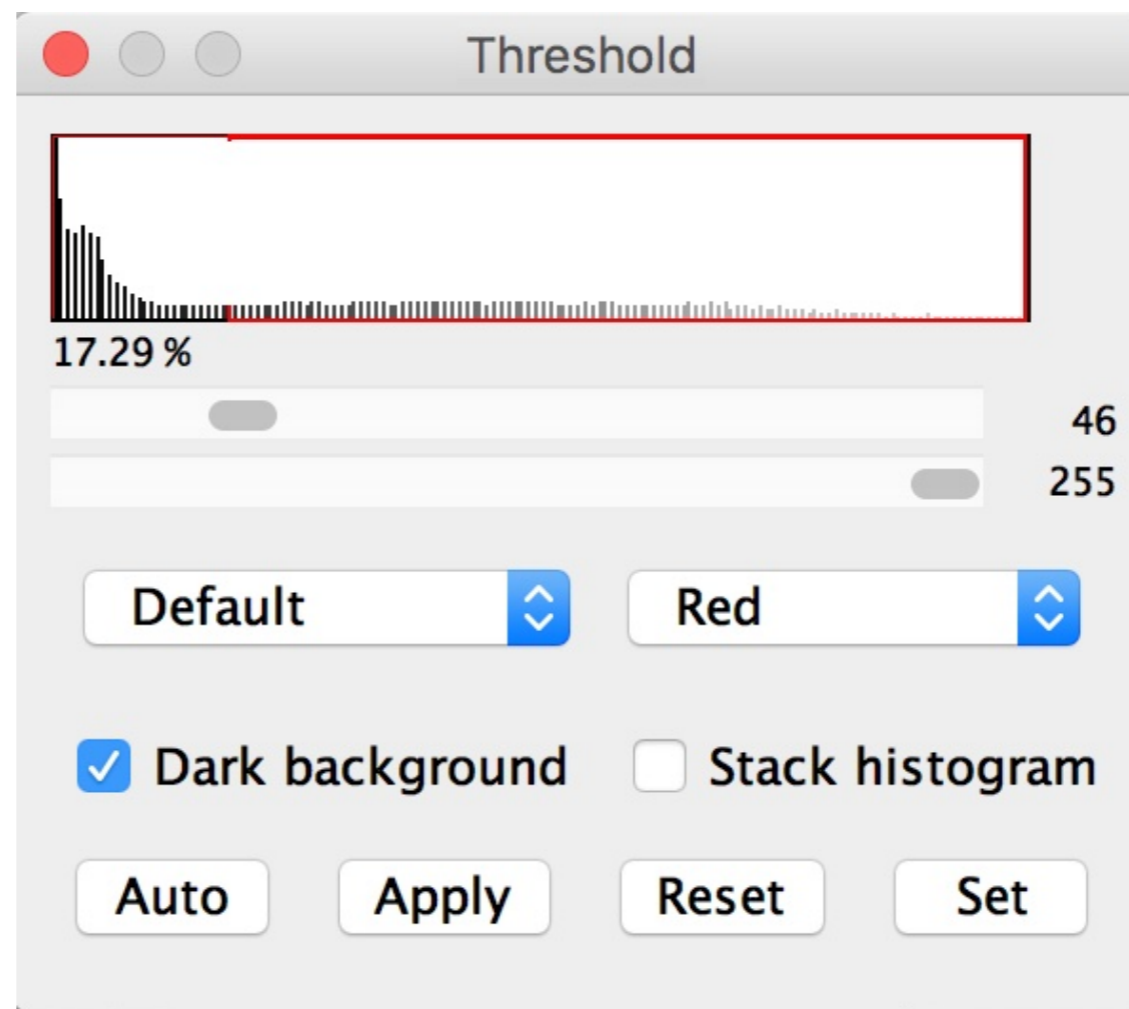 Threshold
17.29 %
46
255
Default Red
Dark background Stack histogram
Auto Apply Reset Set